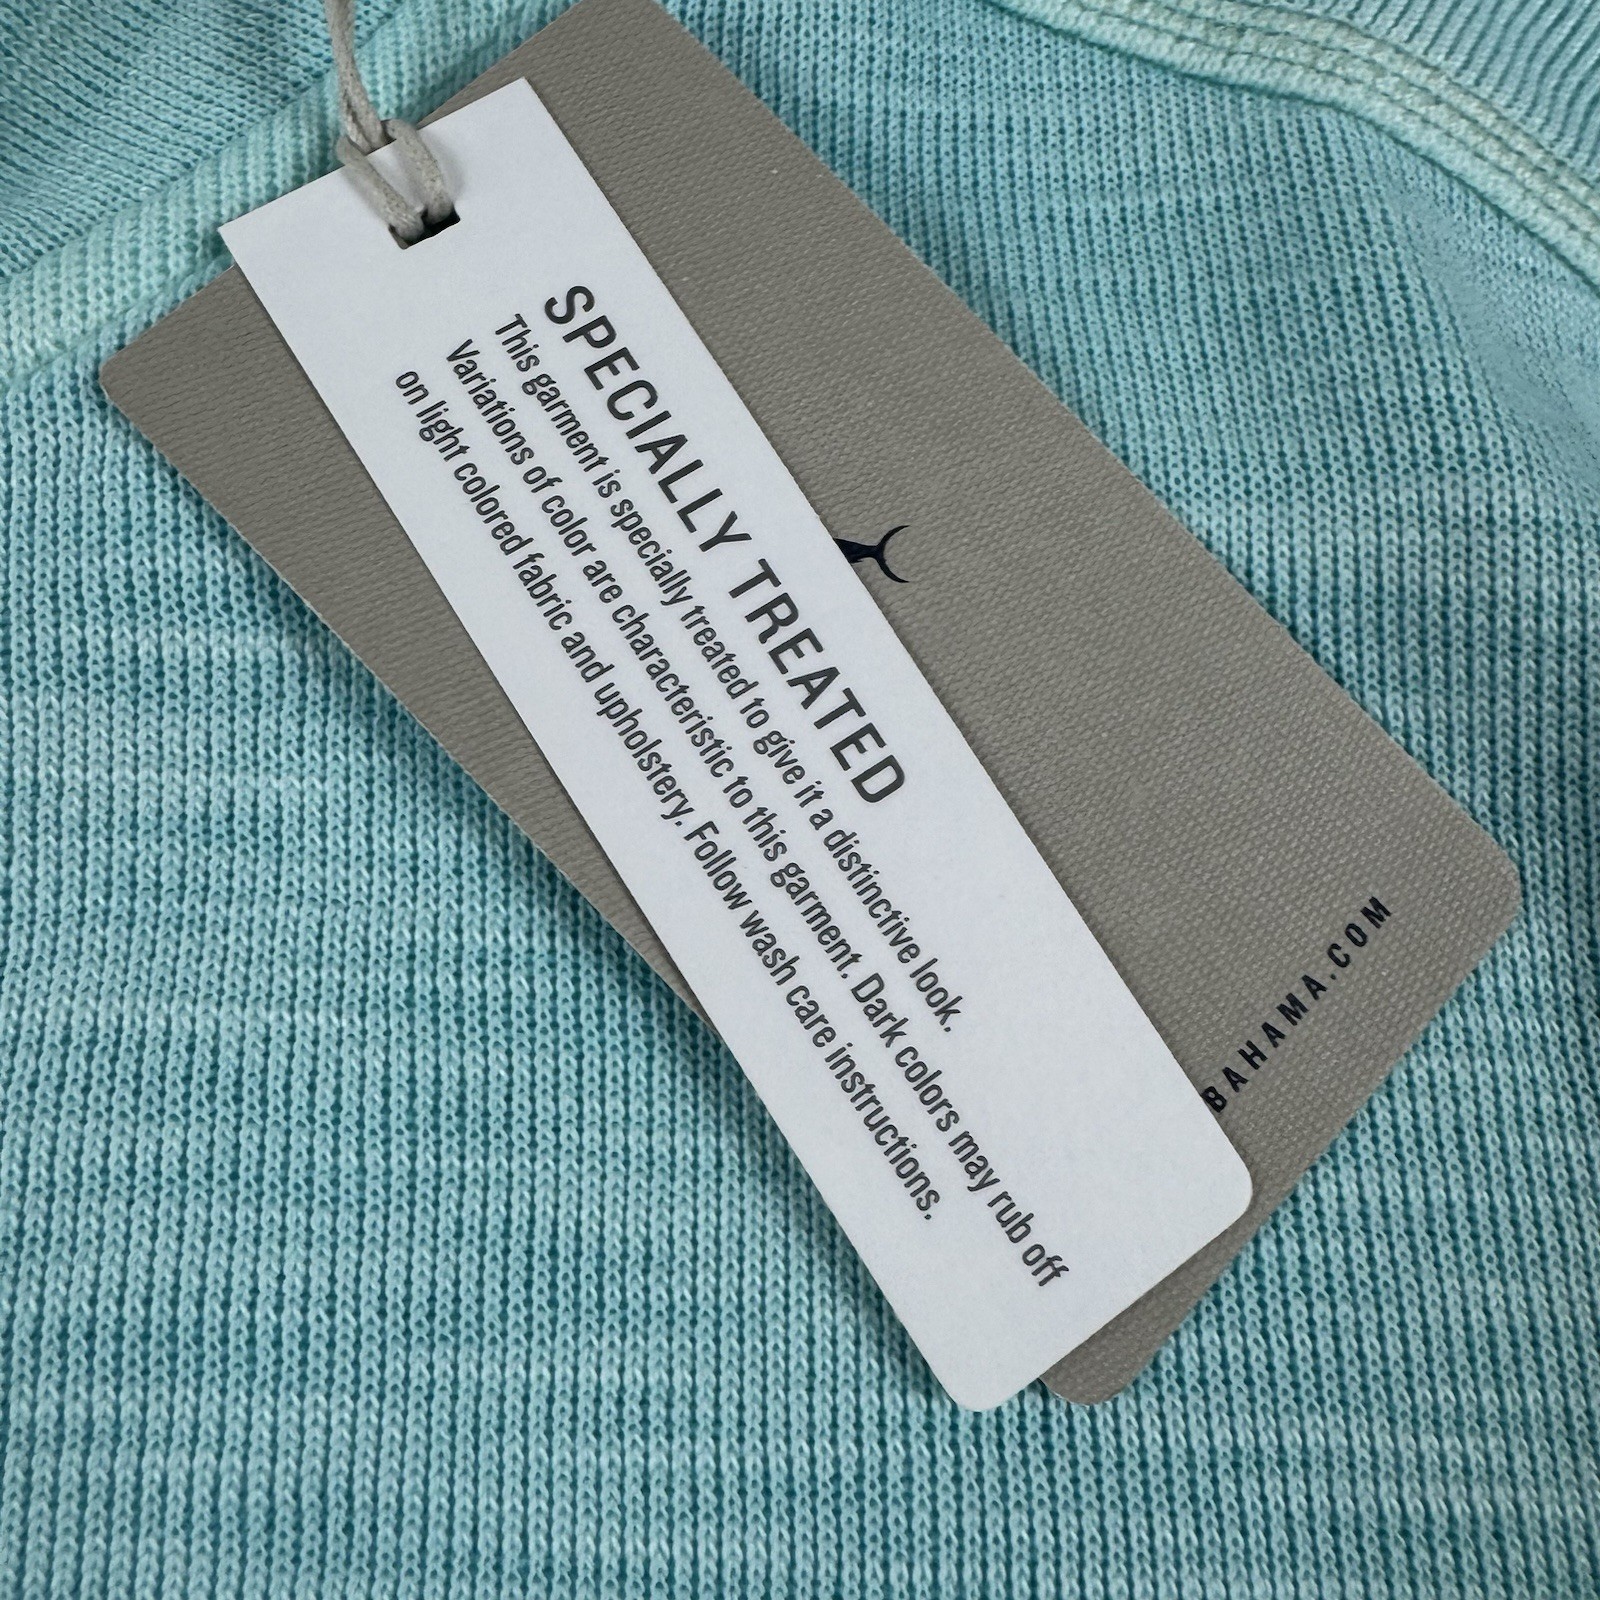 SPECIALLY TREATED
This garment is specially treated to give it a distinctive look.
Variations of color are characteristic to this garment. Dark colors may rub off
on light colored fabric and upholstery. Follow wash care instructions.
BAHAMA.COM